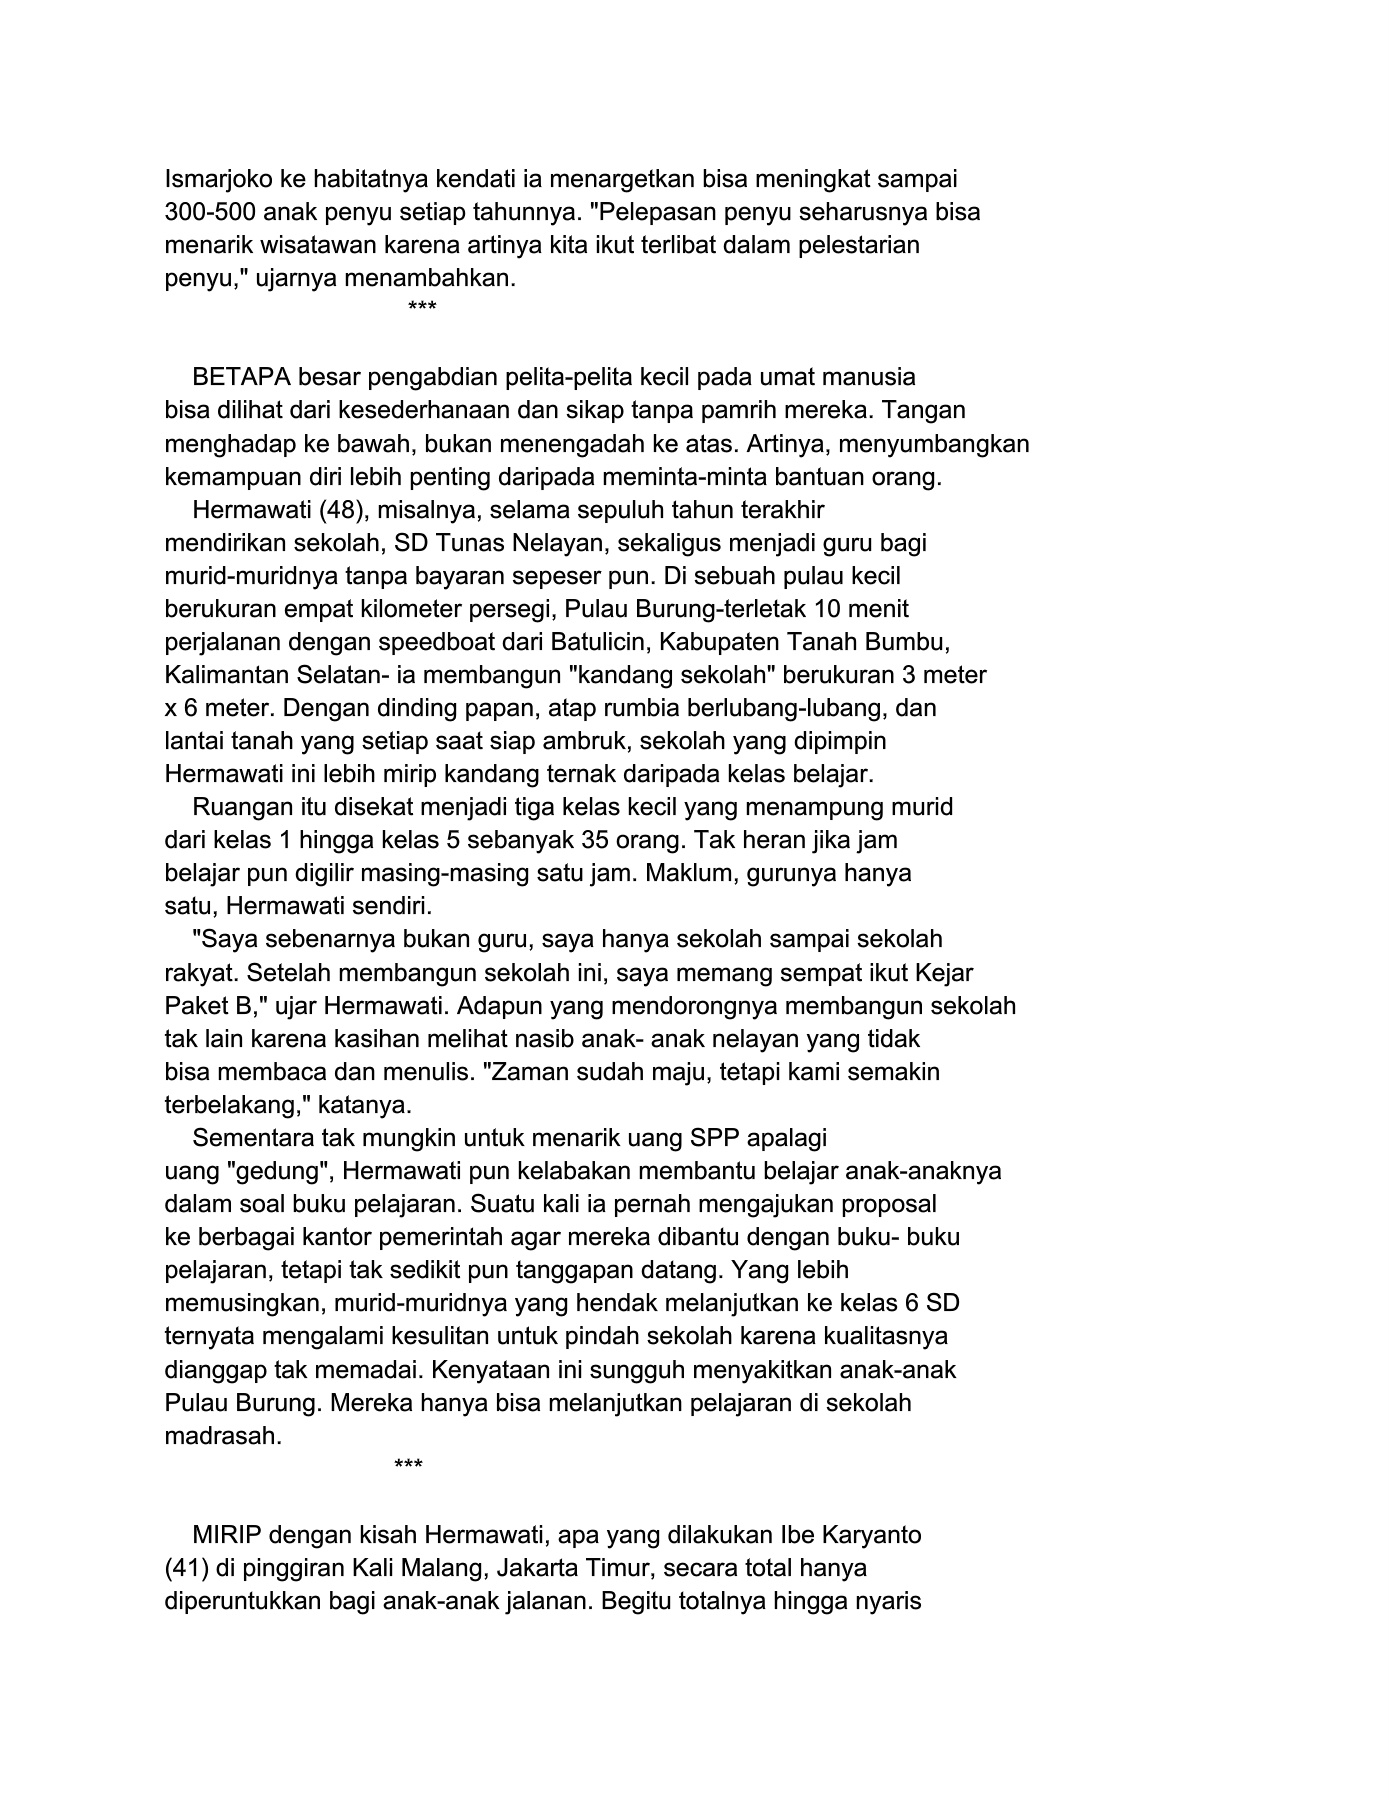 Ismarjoko ke habitatnya kendati ia menargetkan bisa meningkat sampai
300-500 anak penyu setiap tahunnya. "Pelepasan penyu seharusnya bisa
menarik wisatawan karena artinya kita ikut terlibat dalam pelestarian
penyu," ujarnya menambahkan.
***
BETAPA besar pengabdian pelita-pelita kecil pada umat manusia
bisa dilihat dari kesederhanaan dan sikap tanpa pamrih mereka. Tangan
menghadap ke bawah, bukan menengadah ke atas. Artinya, menyumbangkan
kemampuan diri lebih penting daripada meminta-minta bantuan orang.
Hermawati (48), misalnya, selama sepuluh tahun terakhir
mendirikan sekolah, SD Tunas Nelayan, sekaligus menjadi guru bagi
murid-muridnya tanpa bayaran sepeser pun. Di sebuah pulau kecil
berukuran empat kilometer persegi, Pulau Burung-terletak 10 menit
perjalanan dengan speedboat dari Batulicin, Kabupaten Tanah Bumbu,
Kalimantan Selatan- ia membangun "kandang sekolah" berukuran 3 meter
x 6 meter. Dengan dinding papan, atap rumbia berlubang-lubang, dan
lantai tanah yang setiap saat siap ambruk, sekolah yang dipimpin
Hermawati ini lebih mirip kandang ternak daripada kelas belajar.
Ruangan itu disekat menjadi tiga kelas kecil yang menampung murid
dari kelas 1 hingga kelas 5 sebanyak 35 orang. Tak heran jika jam
belajar pun digilir masing-masing satu jam. Maklum, gurunya hanya
satu, Hermawati sendiri.
"Saya sebenarnya bukan guru, saya hanya sekolah sampai sekolah
rakyat. Setelah membangun sekolah ini, saya memang sempat ikut Kejar
Paket B," ujar Hermawati. Adapun yang mendorongnya membangun sekolah
tak lain karena kasihan melihat nasib anak- anak nelayan yang tidak
bisa membaca dan menulis. "Zaman sudah maju, tetapi kami semakin
terbelakang," katanya.
Sementara tak mungkin untuk menarik uang SPP apalagi
uang "gedung", Hermawati pun kelabakan membantu belajar anak-anaknya
dalam soal buku pelajaran. Suatu kali ia pernah mengajukan proposal
ke berbagai kantor pemerintah agar mereka dibantu dengan buku- buku
pelajaran, tetapi tak sedikit pun tanggapan datang. Yang lebih
memusingkan, murid-muridnya yang hendak melanjutkan ke kelas 6 SD
ternyata mengalami kesulitan untuk pindah sekolah karena kualitasnya
dianggap tak memadai. Kenyataan ini sungguh menyakitkan anak-anak
Pulau Burung. Mereka hanya bisa melanjutkan pelajaran di sekolah
madrasah.
***
MIRIP dengan kisah Hermawati, apa yang dilakukan Ibe Karyanto
(41) di pinggiran Kali Malang, Jakarta Timur, secara total hanya
diperuntukkan bagi anak-anak jalanan. Begitu totalnya hingga nyaris